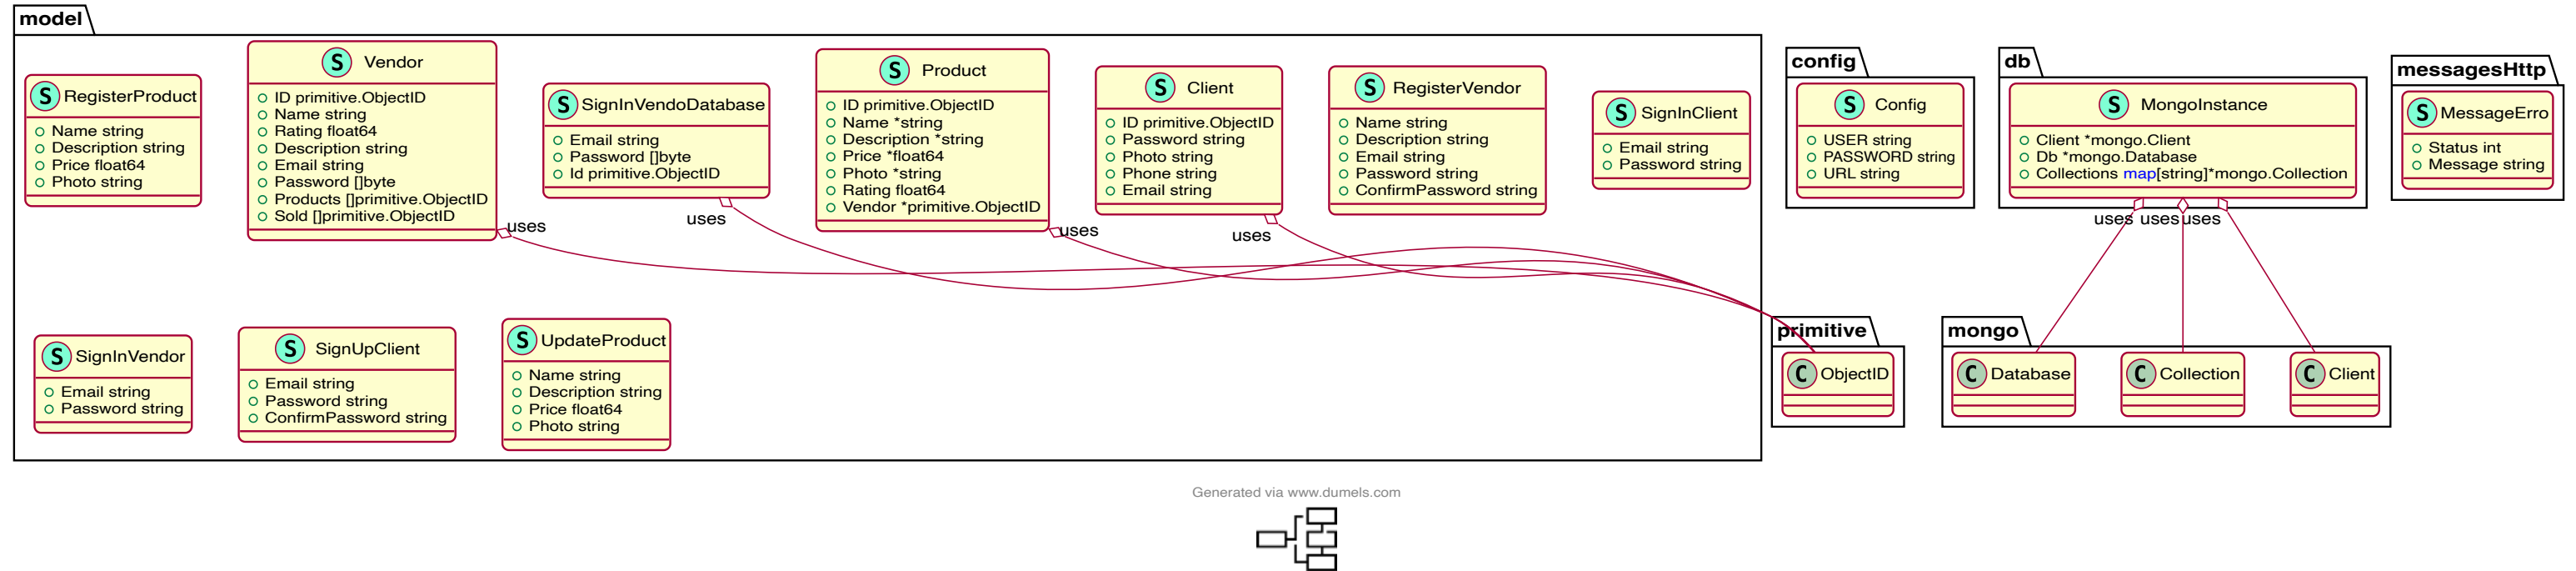 model
S RegisterProduct
Name string
Description string
Price float64
Photo string
S Vendor
ID primitive.ObjectID
Name string
Rating float64
Description string
Email string
Password []byte
Products []primitive.ObjectID
Sold []primitive.ObjectID
uses
S SignInVendoDatabase
Email string
Password []byte
Id primitive.ObjectID
uses
S Product
ID primitive.ObjectID
Name *string
Description *string
Price *float64
Photo *string
Rating float64
Vendor *primitive.ObjectID
uses
S Client
ID primitive.ObjectID
Password string
Photo string
Phone string
Email string
uses
S RegisterVendor
Name string
Description string
Email string
Password string
ConfirmPassword string
S SignInClient
Email string
Password string
S SignInVendor
Email string
Password string
S SignUpClient
Email string
Password string
ConfirmPassword string
S UpdateProduct
Name string
Description string
Price float64
Photo string
config
S Config
USER string
PASSWORD string
URL string
db
S MongoInstance
Client *mongo.Client
Db *mongo.Database
Collections map[string]*mongo.Collection
uses uses uses
messagesHttp
S MessageErro
Status int
Message string
primitive
C ObjectID
mongo
C Database
C Collection
C Client
Generated via www.dumels.com